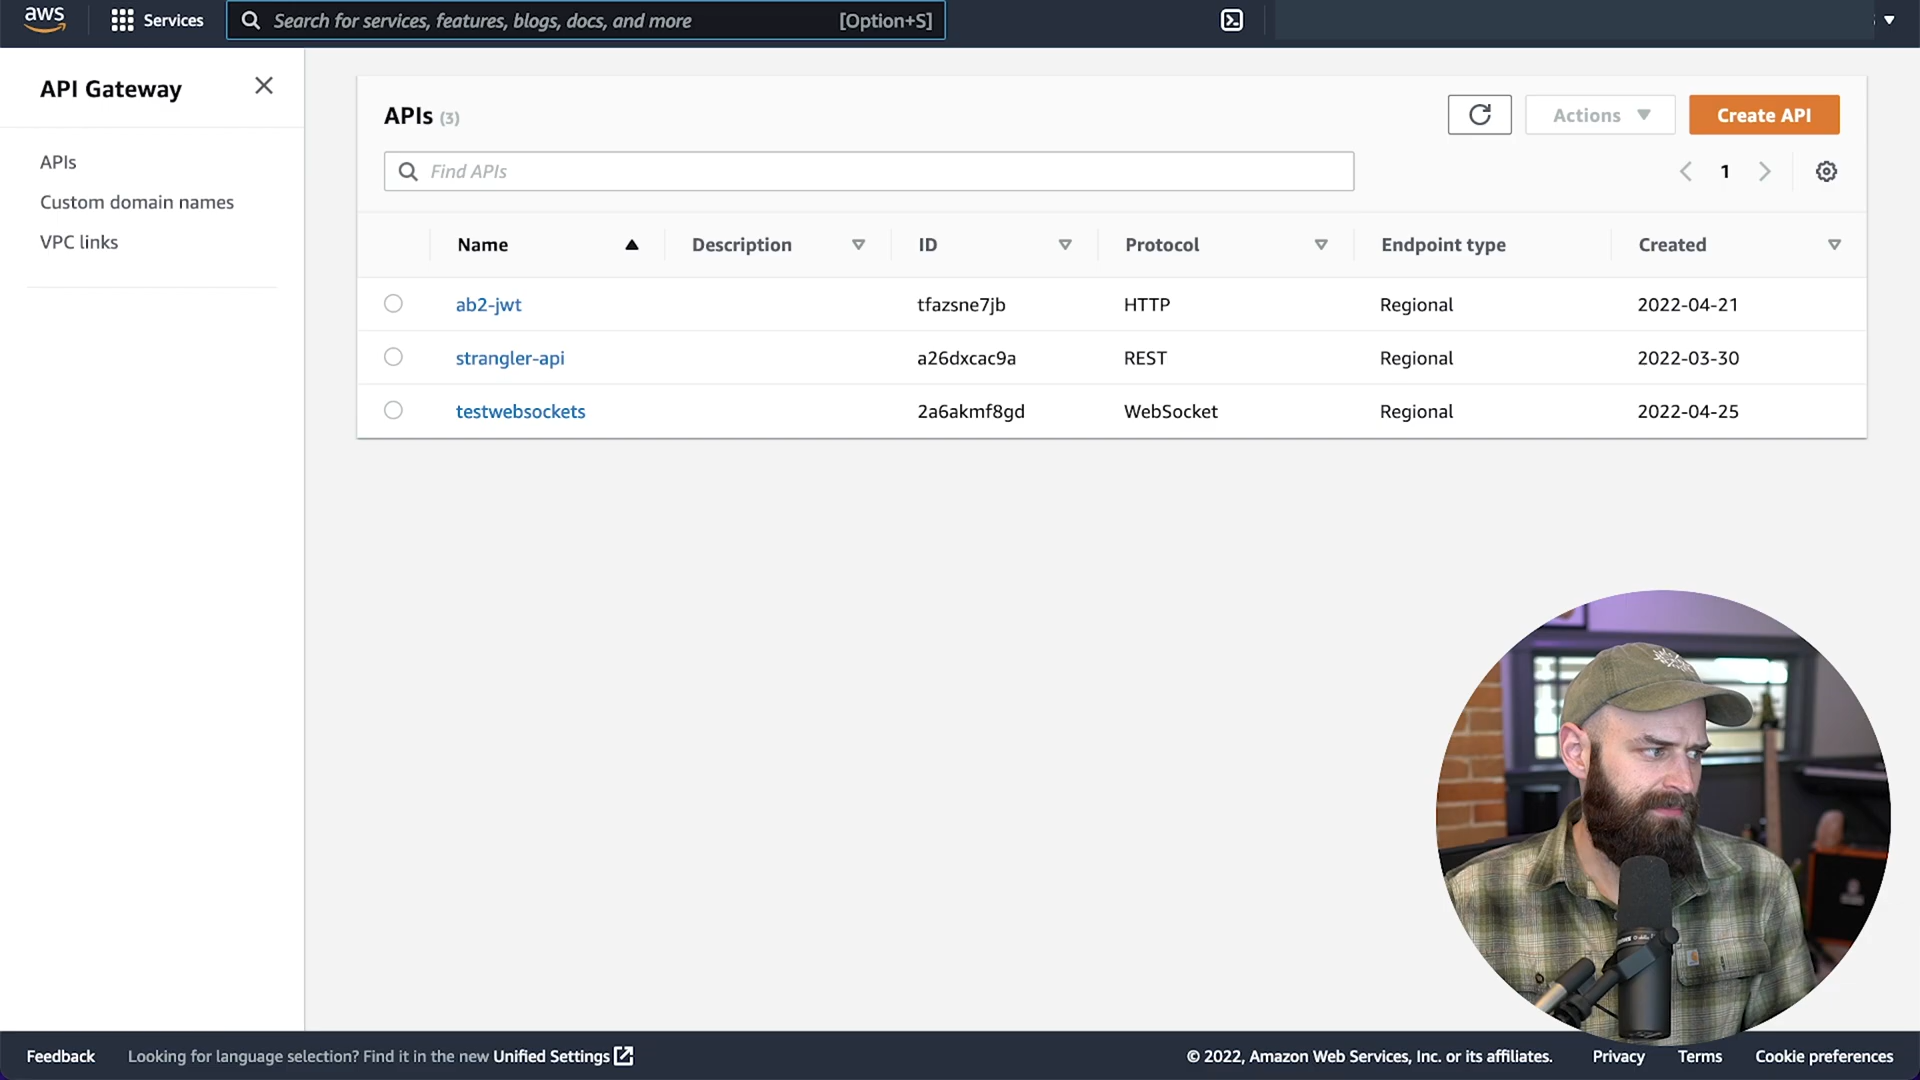 aws
Services
Search for services, features, blogs, docs, and more
[Option+S]
API Gateway
APIs
Custom domain names
VPC links
APIs (3)
Actions
Create API
Find APIs
1
Name Description ID Protocol Endpoint type Created
ab2-jwt tfazsne7jb HTTP Regional 2022-04-21
strangler-api a26dxcac9a REST Regional 2022-03-30
testwebsockets 2a6akmf8gd WebSocket Regional 2022-04-25
Feedback
Looking for language selection? Find it in the new Unified Settings
© 2022, Amazon Web Services, Inc. or its affiliates.
Privacy
Terms
Cookie preferences